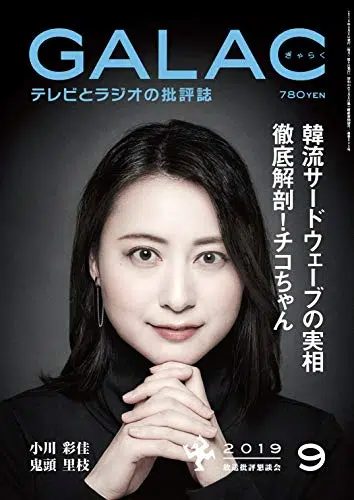 GALAC
ぎゃらく
テレビとラジオの批評誌
780YEN
韓流サードウェーブの実相
徹底解剖!チコちゃん
小川 彩佳
鬼頭 里枝
2019
放送批評懇談会
9